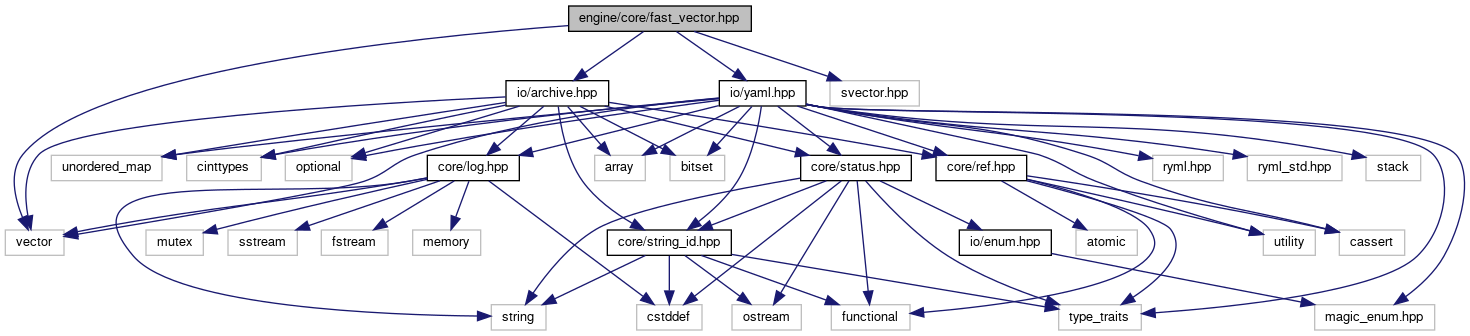 engine/core/fast_vector.hpp
io/archive.hpp
io/yaml.hpp
svector.hpp
unordered_map
cinttypes
optional
core/log.hpp
array
bitset
core/status.hpp
core/ref.hpp
ryml.hpp
ryml_std.hpp
stack
vector
mutex
sstream
fstream
memory
core/string_id.hpp
io/enum.hpp
atomic
utility
cassert
string
cstddef
ostream
functional
type_traits
magic_enum.hpp